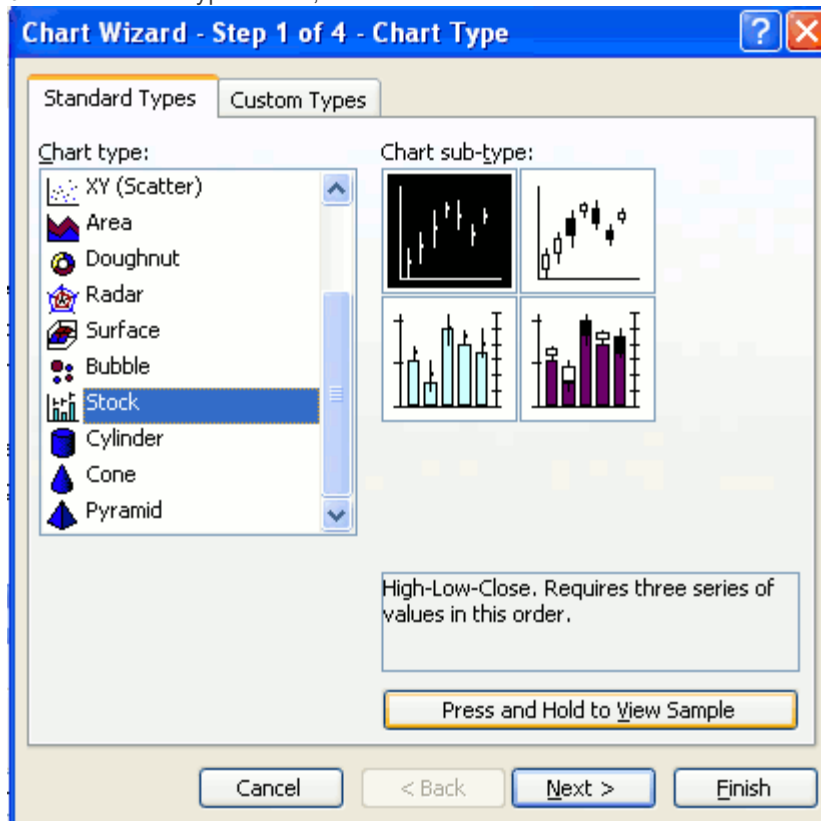 Chart Wizard - Step 1 of 4 - Chart Type
Standard Types
Custom Types
Chart type:
Chart sub-type:
XY (Scatter)
Area
Doughnut
Radar
Surface
Bubble
Stock
Cylinder
Cone
Pyramid
High-Low-Close. Requires three series of
values in this order.
Press and Hold to View Sample
Cancel
< Back
Next >
Finish